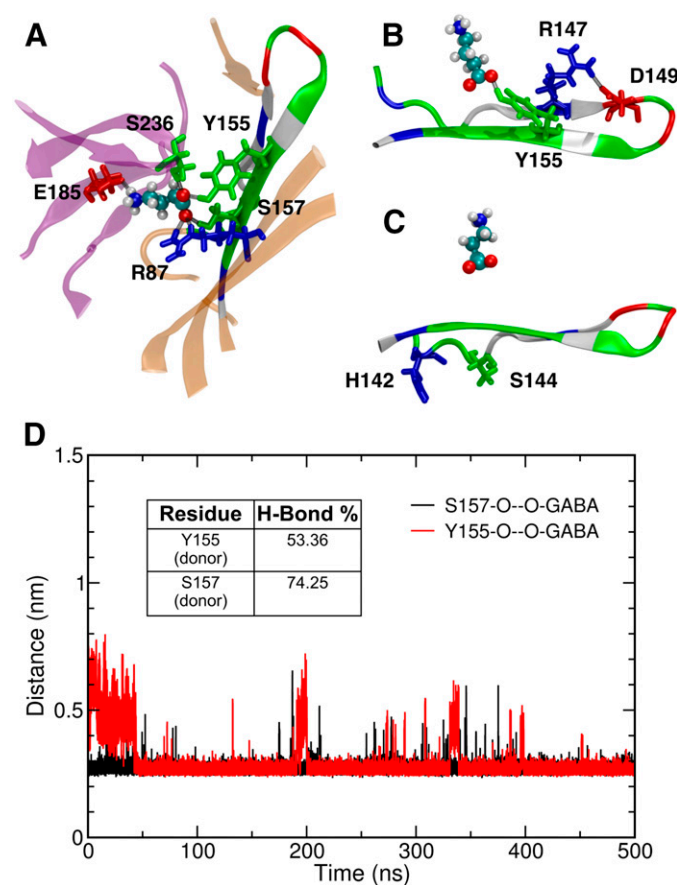 A
S236
Y155
E185
S157
R87
B
R147
D149
Y155
C
H142
S144
D
1.5
1
0.5
0
Distance (nm)
Residue H-Bond %
Y155
(donor)
53.36
S157
(donor)
74.25
S157-O--O-GABA
Y155-O--O-GABA
0 100 200 300 400 500
Time (ns)